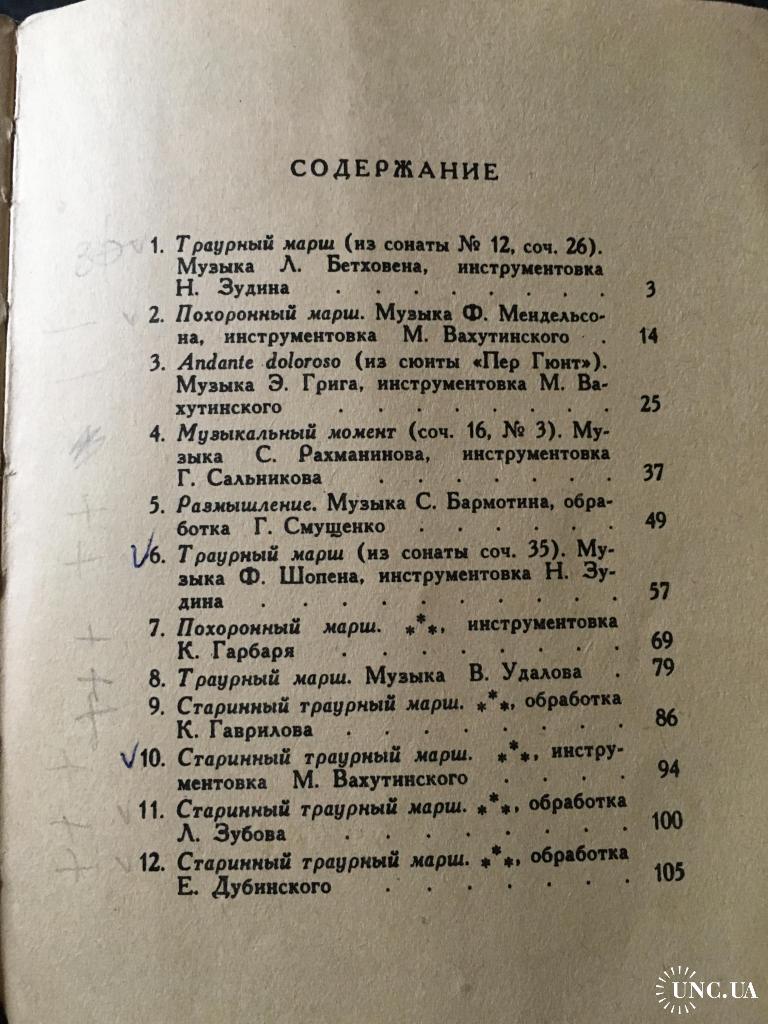 СОДЕРЖАНИЕ
1. Траурный марш (из сонаты № 12, соч. 26).
Музыка Л. Бетховена, инструментовка
Н. Зудина . . . . . . . . 3
2. Похоронный марш. Музыка Ф. Мендельсо-
на, инструментовка М. Вахутинского . 14
3. Andante doloroso (из сюиты «Пер Гюнт»).
Музыка Э. Грига, инструментовка М. Ва-
хутинского . . . . . . . . 25
4. Музыкальный момент (соч. 16, № 3). Му-
зыка С. Рахманинова, инструментовка
Г. Сальникова . . . . . . . 37
5. Размышление. Музыка С. Бармотина, обра-
ботка Г. Смущенко . . . . . . 49
√6. Траурный марш (из сонаты соч. 35). Му-
зыка Ф. Шопена, инструментовка Н. Зу-
дина . . . . . . . . . . 57
7. Похоронный марш. ***, инструментовка
К. Гарбаря . . . . . . . . 69
8. Траурный марш. Музыка В. Удалова . 79
9. Старинный траурный марш. ***, обработка
К. Гаврилова . . . . . . . . 86
√10. Старинный траурный марш. ***, инстру-
ментовка М. Вахутинского . . . . 94
11. Старинный траурный марш. ***, обработка
Л. Зубова . . . . . . . . 100
12. Старинный траурный марш. ***, обработка
Е. Дубинского . . . . . . . 105
UNC.UA